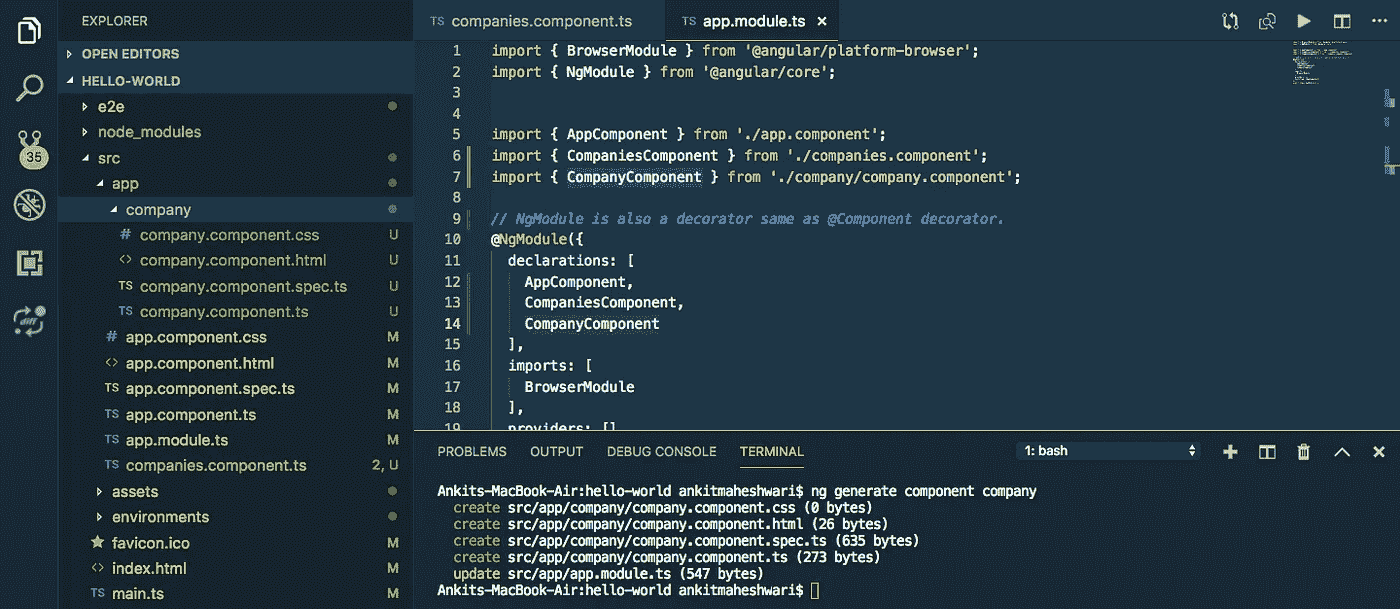 EXPLORER
OPEN EDITORS
HELLO-WORLD
e2e
node_modules
src
app
company
# company.component.css U
<> company.component.html U
TS company.component.spec.ts U
TS company.component.ts U
# app.component.css M
<> app.component.html M
TS app.component.spec.ts M
TS app.component.ts M
TS app.module.ts M
TS companies.component.ts 2, U
assets
environments
favicon.ico M
<> index.html M
TS main.ts M
35
diff
TS companies.component.ts TS app.module.ts ×
1 import { BrowserModule } from '@angular/platform-browser';
2 import { NgModule } from '@angular/core';
3
4
5 import { AppComponent } from './app.component';
6 import { CompaniesComponent } from './companies.component';
7 import { CompanyComponent } from './company/company.component';
8
9 // NgModule is also a decorator same as @Component decorator.
10 @NgModule({
11 declarations: [
12 AppComponent,
13 CompaniesComponent,
14 CompanyComponent
15 ],
16 imports: [
17 BrowserModule
18 ],
19 providers: []
PROBLEMS OUTPUT DEBUG CONSOLE TERMINAL 1: bash
Ankits-MacBook-Air:hello-world ankitmaheshwari$ ng generate component company
create src/app/company/company.component.css (0 bytes)
create src/app/company/company.component.html (26 bytes)
create src/app/company/company.component.spec.ts (635 bytes)
create src/app/company/company.component.ts (273 bytes)
update src/app/app.module.ts (547 bytes)
Ankits-MacBook-Air:hello-world ankitmaheshwari$